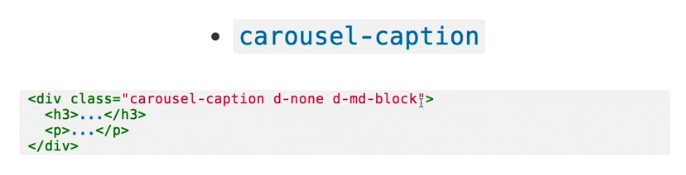 carousel-caption
<div class="carousel-caption d-none d-md-block">
<h3>...</h3>
<p>...</p>
</div>